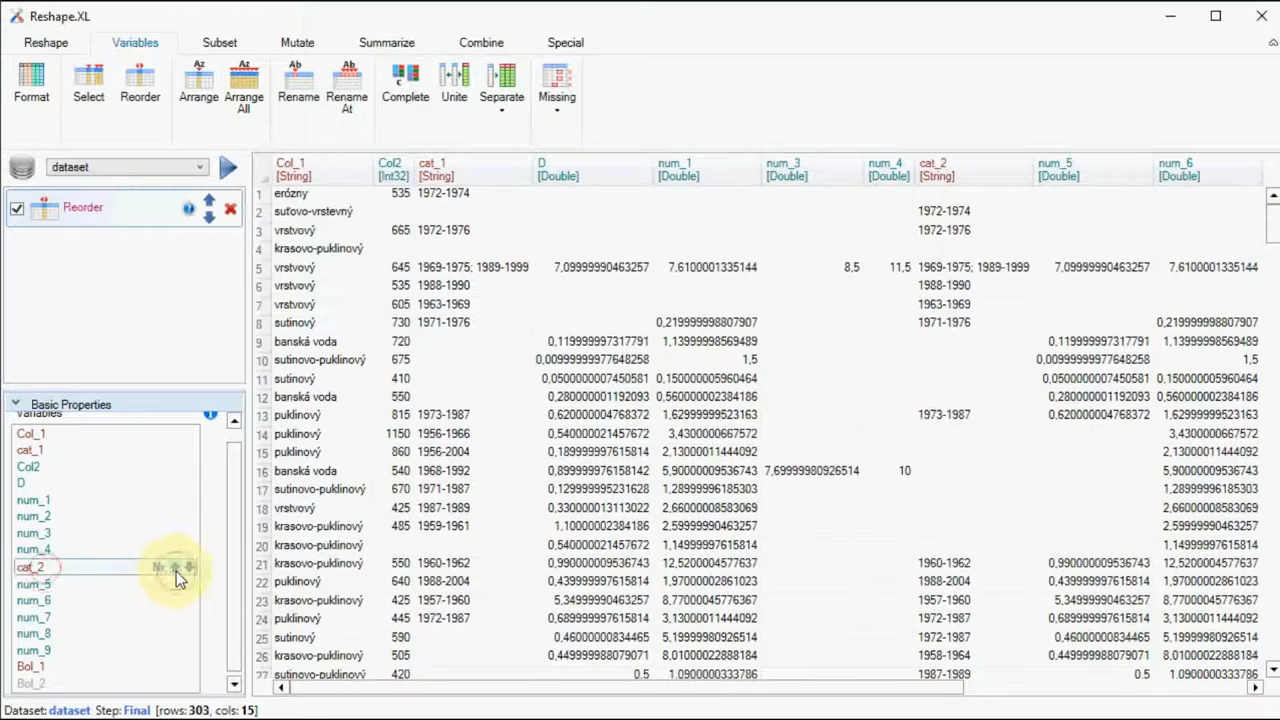 Reshape.XL
Reshape Variables Subset Mutate Summarize Combine Special
Format Select Reorder Arrange Arrange All Rename Rename At Complete Unite Separate Missing
dataset
Reorder
Basic Properties
Variables
Col_1
cat_1
Col2
D
num_1
num_2
num_3
num_4
cat_2 Nr.
num_5
num_6
num_7
num_8
num_9
Bol_1
Bol_2
Col_1 Col2 cat_1 D num_1 num_3 num_4 cat_2 num_5 num_6
[String] [Int32] [String] [Double] [Double] [Double] [Double] [String] [Double] [Double]
1 erózny 535 1972-1974
2 suťovo-vrstevný 1972-1974
3 vrstvový 665 1972-1976 1972-1976
4 krasovo-puklinový
5 vrstvový 645 1969-1975; 1989-1999 7,09999990463257 7,6100001335144 8,5 11,5 1969-1975; 1989-1999 7,09999990463257 7,6100001335144
6 vrstvový 535 1988-1990 1988-1990
7 vrstvový 605 1963-1969 1963-1969
8 sutinový 730 1971-1976 0,219999998807907 1971-1976 0,219999998807907
9 banská voda 720 0,119999997317791 1,13999998569489 0,119999997317791 1,13999998569489
10 sutinovo-puklinový 675 0,00999999977648258 1,5 0,00999999977648258 1,5
11 sutinový 410 0,0500000007450581 0,150000005960464 0,0500000007450581 0,150000005960464
12 banská voda 550 0,280000001192093 0,560000002384186 0,280000001192093 0,560000002384186
13 puklinový 815 1973-1987 0,620000004768372 1,62999999523163 1973-1987 0,620000004768372 1,62999999523163
14 puklinový 1150 1956-1966 0,540000021457672 3,4300000667572 3,4300000667572
15 puklinový 860 1956-2004 0,189999997615814 2,13000011444092 2,13000011444092
16 banská voda 540 1968-1992 0,899999976158142 5,90000009536743 7,69999980926514 10 5,90000009536743
17 sutinovo-puklinový 670 1971-1987 0,129999995231628 1,28999996185303 1,28999996185303
18 vrstvový 425 1987-1989 0,330000013113022 2,66000008583069 2,66000008583069
19 krasovo-puklinový 485 1959-1961 1,10000002384186 2,59999990463257 2,59999990463257
20 krasovo-puklinový 0,540000021457672 1,14999997615814 1,14999997615814
21 krasovo-puklinový 550 1960-1962 0,990000009536743 12,5200004577637 1960-1962 0,990000009536743 12,5200004577637
22 puklinový 640 1988-2004 0,439999997615814 1,97000002861023 1988-2004 0,439999997615814 1,97000002861023
23 krasovo-puklinový 425 1957-1960 5,34999990463257 8,77000045776367 1957-1960 5,34999990463257 8,77000045776367
24 puklinový 445 1972-1987 0,689999997615814 3,13000011444092 1972-1987 0,689999997615814 3,13000011444092
25 sutinový 590 0,46000000834465 5,19999980926514 1972-1987 0,46000000834465 5,19999980926514
26 krasovo-puklinový 505 0,449999988079071 8,01000022888184 1958-1964 0,449999988079071 8,01000022888184
27 sutinovo-puklinový 420 0.5 1.0900000333786 1987-1989 0.5 1.0900000333786
Dataset: dataset Step: Final [rows: 303, cols: 15]